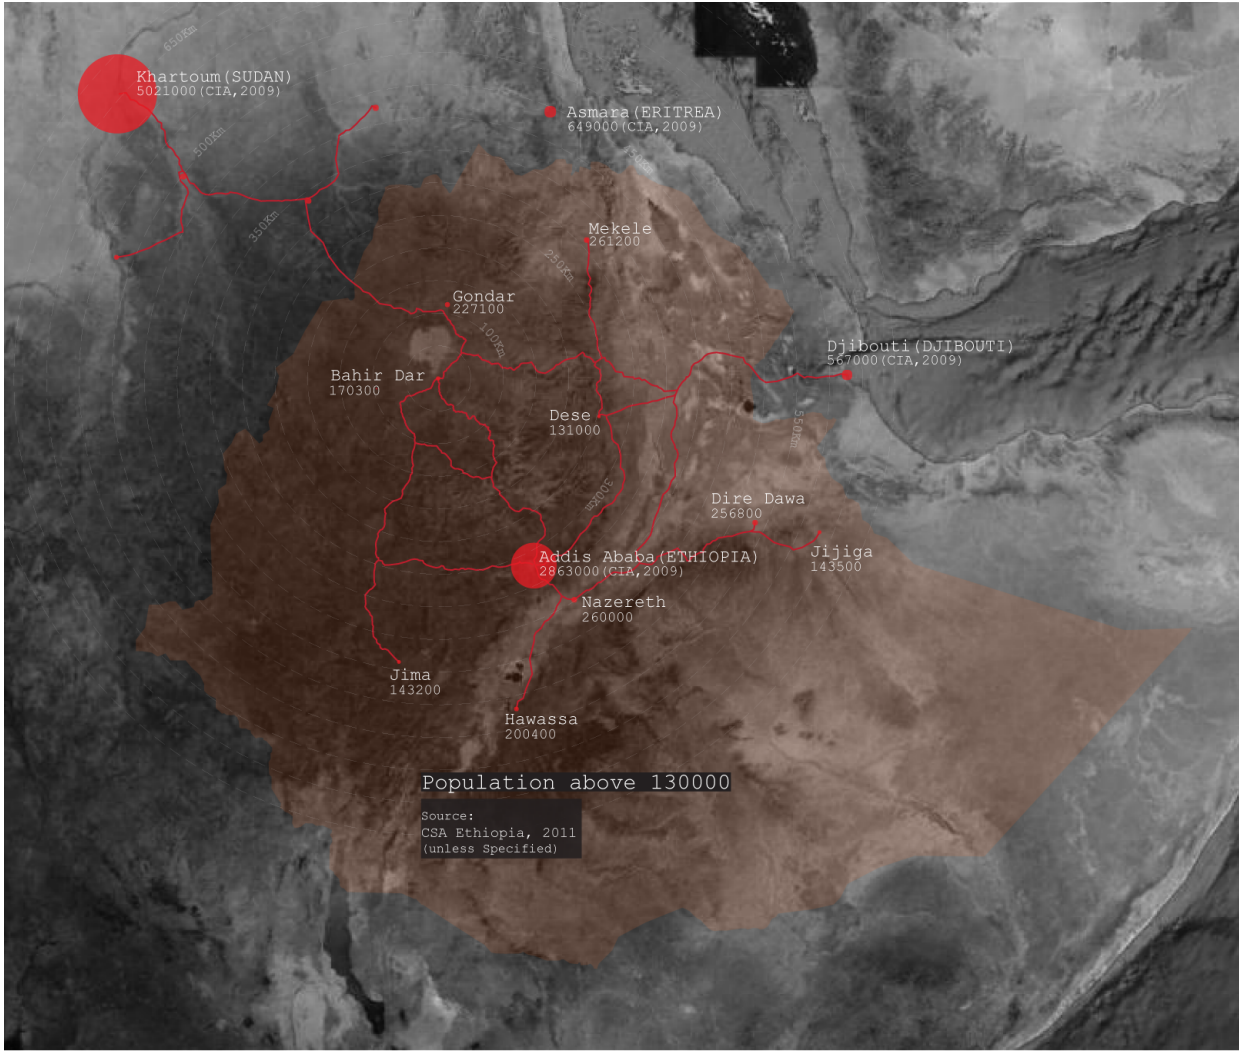 650Km
Khartoum(SUDAN)
5021000(CIA,2009)
Asmara(ERITREA)
649000(CIA,2009)
500Km
350Km
Mekele
261200
250Km
Gondar
227100
100Km
Djibouti(DJIBOUTI)
567000(CIA,2009)
Bahir Dar
170300
Dese
131000
550Km
300Km
Dire Dawa
256800
Addis Ababa(ETHIOPIA)
2863000(CIA,2009)
Jijiga
143500
Nazereth
260000
Jima
143200
Hawassa
200400
Population above 130000
Source:
CSA Ethiopia, 2011
(unless Specified)